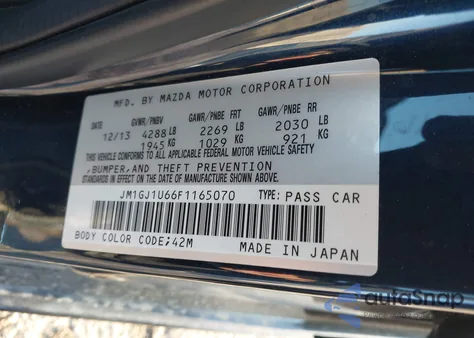 MFD. BY MAZDA MOTOR CORPORATION
GVWR/PNBV GAWR/PNBE FRT GAWR/PNBE RR
12/13 4288 LB 2269 LB 2030 LB
1945 KG 1029 KG 921 KG
THIS VEHICLE CONFORMS TO ALL APPLICABLE FEDERAL MOTOR VEHICLE SAFETY
,BUMPER,AND THEFT PREVENTION
STANDARDS IN EFFECT ON THE DATE OF MANUFACTURE SHOWN ABOVE.
JM1GJ1U66F1165070 TYPE: PASS CAR
BODY COLOR CODE;42M MADE IN JAPAN
autoSnap